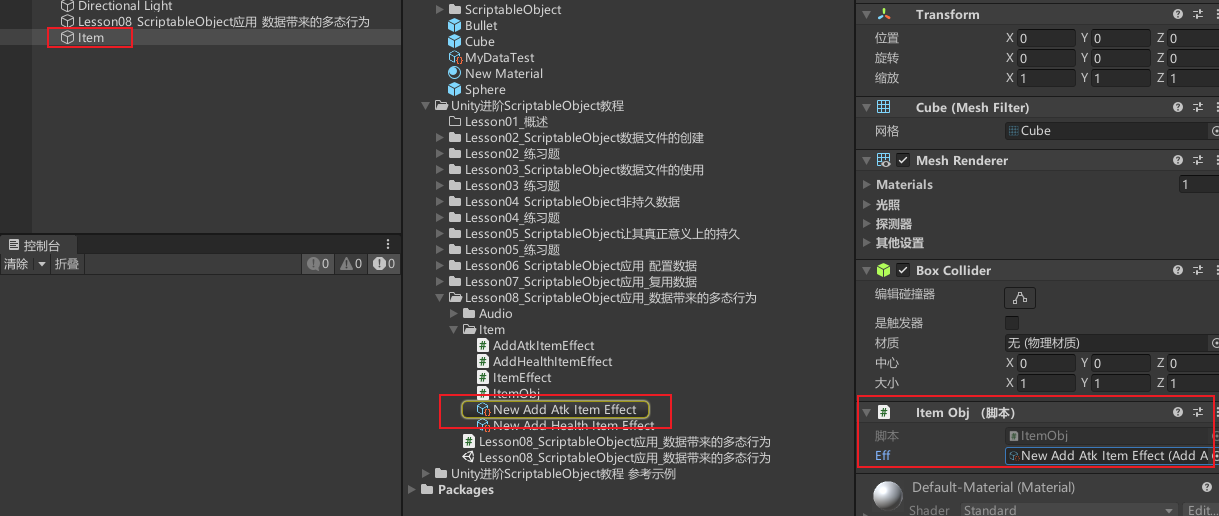 Directional Light
Lesson08_ScriptableObject应用_数据带来的多态行为
Item
控制台
清除
折叠
0
0
0
ScriptableObject
Bullet
Cube
MyDataTest
New Material
Sphere
Unity进阶ScriptableObject教程
Lesson01_概述
Lesson02_ScriptableObject数据文件的创建
Lesson02_练习题
Lesson03_ScriptableObject数据文件的使用
Lesson03 练习题
Lesson04 ScriptableObject非持久数据
Lesson04_练习题
Lesson05_ScriptableObject让其真正意义上的持久
Lesson05_练习题
Lesson06 ScriptableObject应用 配置数据
Lesson07_ScriptableObject应用_复用数据
Lesson08_ScriptableObject应用_数据带来的多态行为
Audio
Item
AddAtkItemEffect
AddHealthItemEffect
ItemEffect
ItemObj
New Add Atk Item Effect
New Add Health Item Effect
Lesson08_ScriptableObject应用_数据带来的多态行为
Lesson08_ScriptableObject应用_数据带来的多态行为
Unity进阶ScriptableObject教程 参考示例
Packages
Transform
位置 X 0 Y 0 Z 0
旋转 X 0 Y 0 Z 0
缩放 X 1 Y 1 Z 1
Cube (Mesh Filter)
网格 Cube
Mesh Renderer
Materials 1
光照
探测器
其他设置
Box Collider
编辑碰撞器
是触发器
材质 无 (物理材质)
中心 X 0 Y 0 Z 0
大小 X 1 Y 1 Z 1
Item Obj （脚本）
脚本 ItemObj
Eff New Add Atk Item Effect (Add A
Default-Material (Material)
Shader Standard Edit...